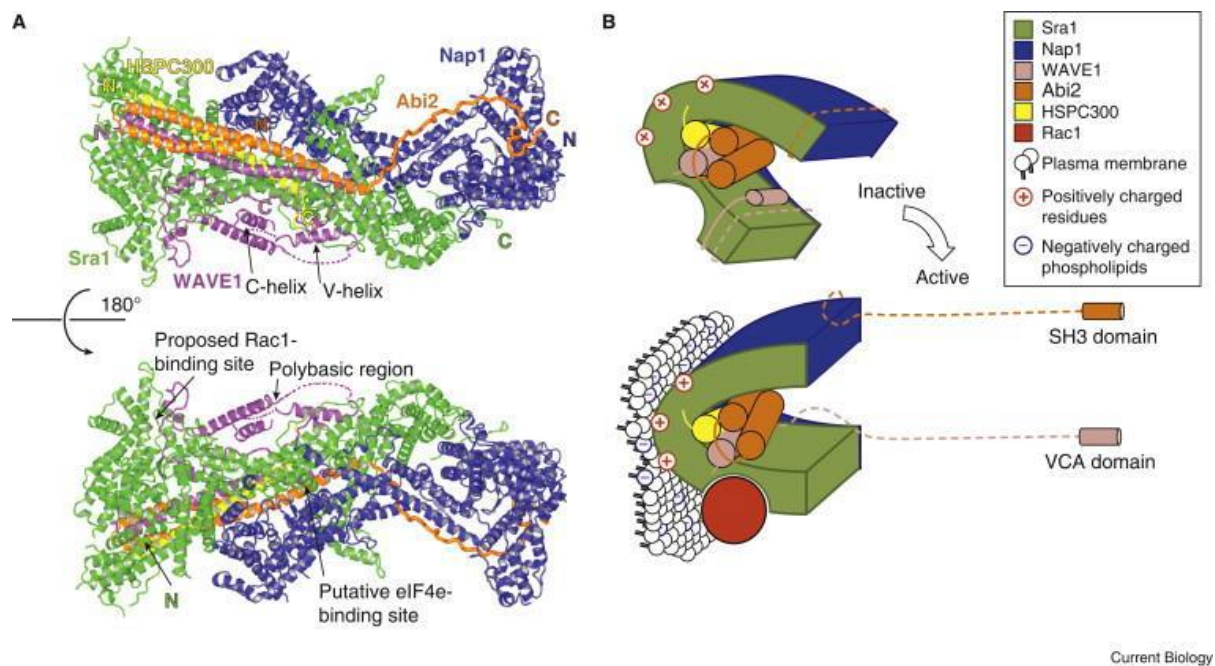 A
HSPC300
N
N
N
Nap1
Abi2
C
N
C
C
C
Sra1
WAVE1
C-helix
V-helix
180°
Proposed Rac1-
binding site
Polybasic region
C
N
Putative eIF4e-
binding site
B
Sra1
Nap1
WAVE1
Abi2
HSPC300
Rac1
Plasma membrane
+ Positively charged
residues
− Negatively charged
phospholipids
+
+
+
Inactive
Active
+
+
+
SH3 domain
VCA domain
Current Biology